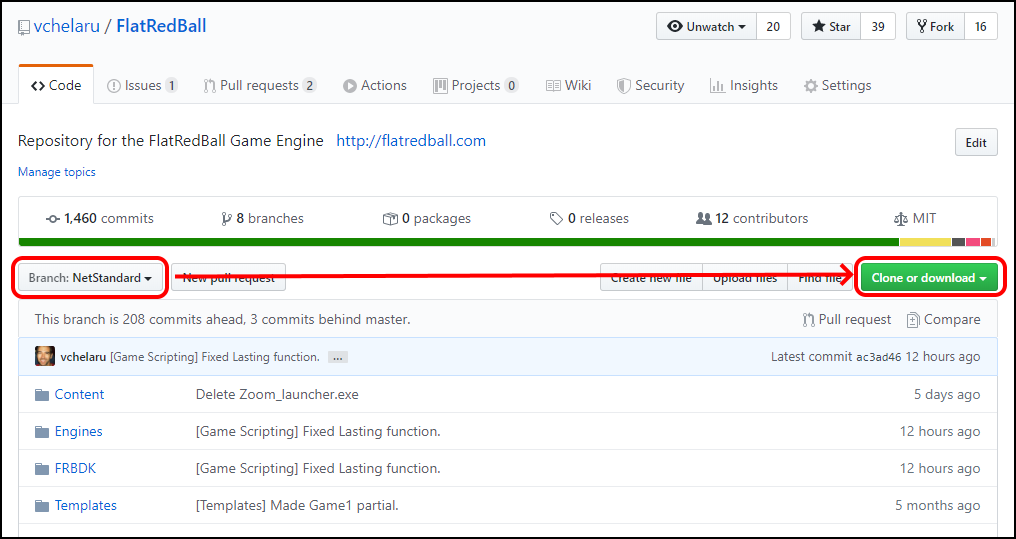 vchelaru / FlatRedBall Unwatch 20 Star 39 Fork 16
Code Issues 1 Pull requests 2 Actions Projects 0 Wiki Security Insights Settings
Repository for the FlatRedBall Game Engine http://flatredball.com Edit
Manage topics
1,460 commits 8 branches 0 packages 0 releases 12 contributors MIT
Branch: NetStandard New pull request Create new file Upload files Find file Clone or download
This branch is 208 commits ahead, 3 commits behind master. Pull request Compare
vchelaru [Game Scripting] Fixed Lasting function. ... Latest commit ac3ad46 12 hours ago
Content Delete Zoom_launcher.exe 5 days ago
Engines [Game Scripting] Fixed Lasting function. 12 hours ago
FRBDK [Game Scripting] Fixed Lasting function. 12 hours ago
Templates [Templates] Made Game1 partial. 5 months ago